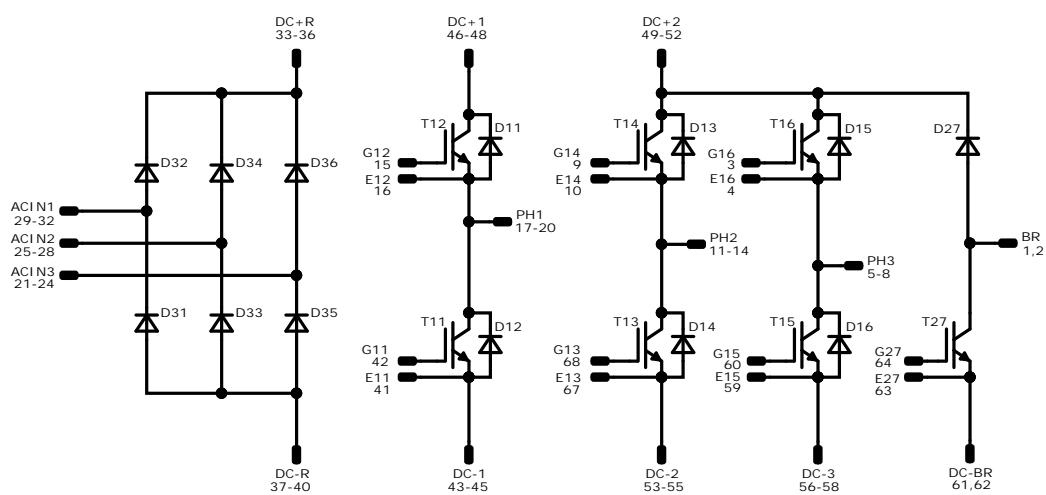 DC+R
33-36
DC+1
46-48
DC+2
49-52
T12
D11
T14
D13
T16
D15
D27
D32
D34
D36
G12
15
E12
16
G14
9
E14
10
G16
3
E16
4
ACIN1
29-32
ACIN2
25-28
ACIN3
21-24
PH1
17-20
PH2
11-14
PH3
5-8
BR
1,2
D31
D33
D35
T11
D12
T13
D14
T15
D16
T27
G11
42
E11
41
G13
68
E13
67
G15
60
E15
59
G27
64
E27
63
DC-R
37-40
DC-1
43-45
DC-2
53-55
DC-3
56-58
DC-BR
61,62